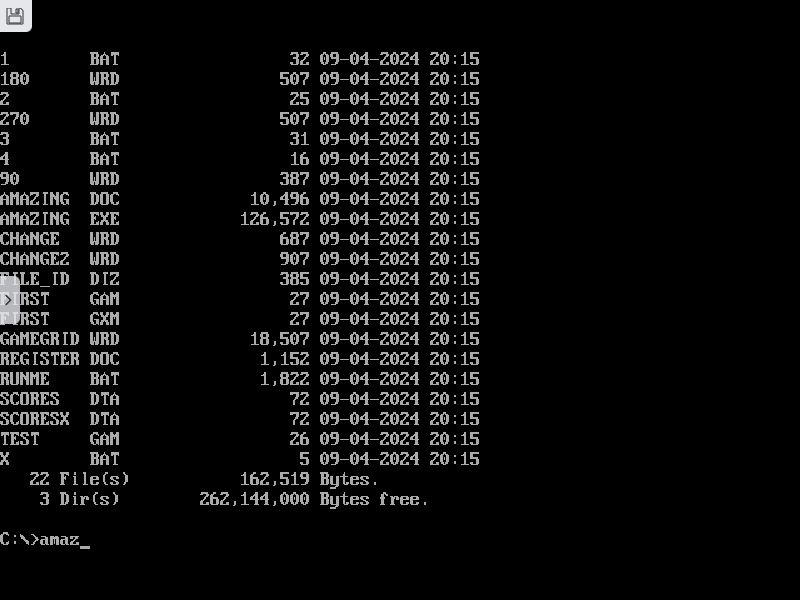 1 BAT 32 09-04-2024 20:15
180 WRD 507 09-04-2024 20:15
2 BAT 25 09-04-2024 20:15
270 WRD 507 09-04-2024 20:15
3 BAT 31 09-04-2024 20:15
4 BAT 16 09-04-2024 20:15
90 WRD 387 09-04-2024 20:15
AMAZING DOC 10,496 09-04-2024 20:15
AMAZING EXE 126,572 09-04-2024 20:15
CHANGE WRD 687 09-04-2024 20:15
CHANGE2 WRD 907 09-04-2024 20:15
FILE_ID DIZ 385 09-04-2024 20:15
FIRST GAM 27 09-04-2024 20:15
FIRST GXM 27 09-04-2024 20:15
GAMEGRID WRD 18,507 09-04-2024 20:15
REGISTER DOC 1,152 09-04-2024 20:15
RUNME BAT 1,822 09-04-2024 20:15
SCORES DTA 72 09-04-2024 20:15
SCORESX DTA 72 09-04-2024 20:15
TEST GAM 26 09-04-2024 20:15
X BAT 5 09-04-2024 20:15
22 File(s) 162,519 Bytes.
3 Dir(s) 262,144,000 Bytes free.
C:\>amaz_